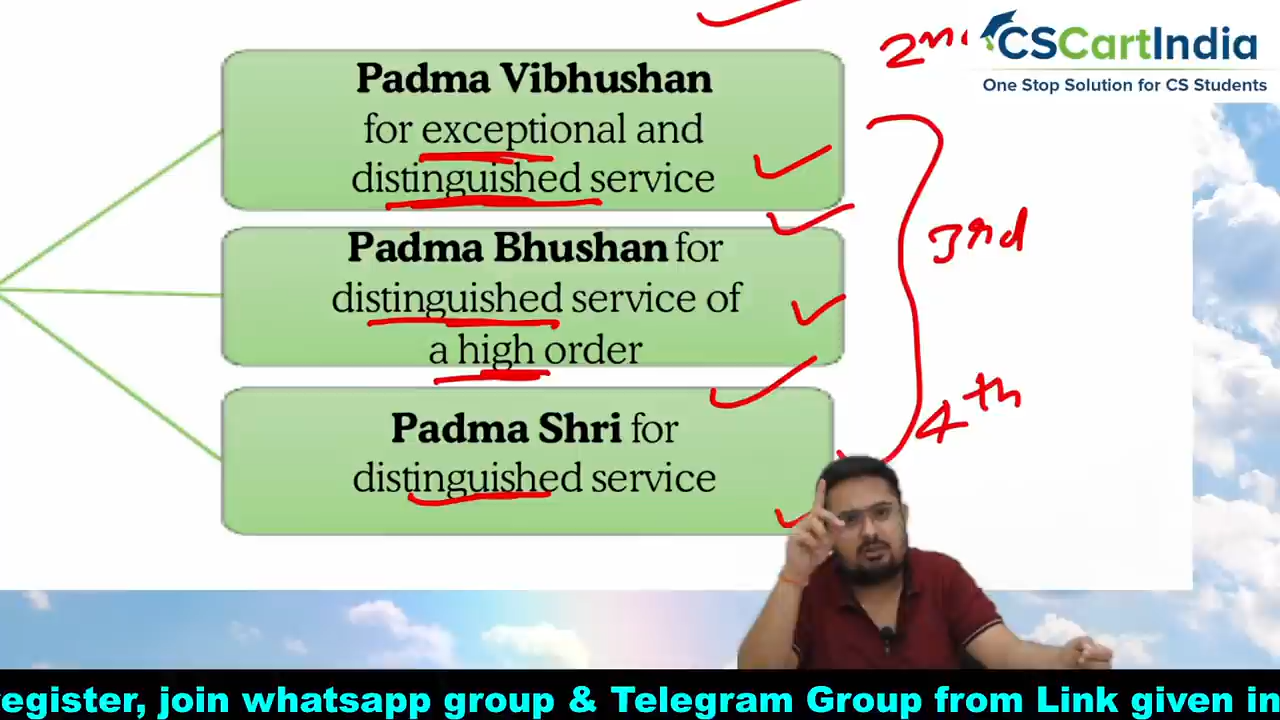 2nd
CSCartIndia
One Stop Solution for CS Students
Padma Vibhushan
for exceptional and
distinguished service
Padma Bhushan for
distinguished service of
a high order
3rd
Padma Shri for
distinguished service
4th
egister, join whatsapp group & Telegram Group from Link given in